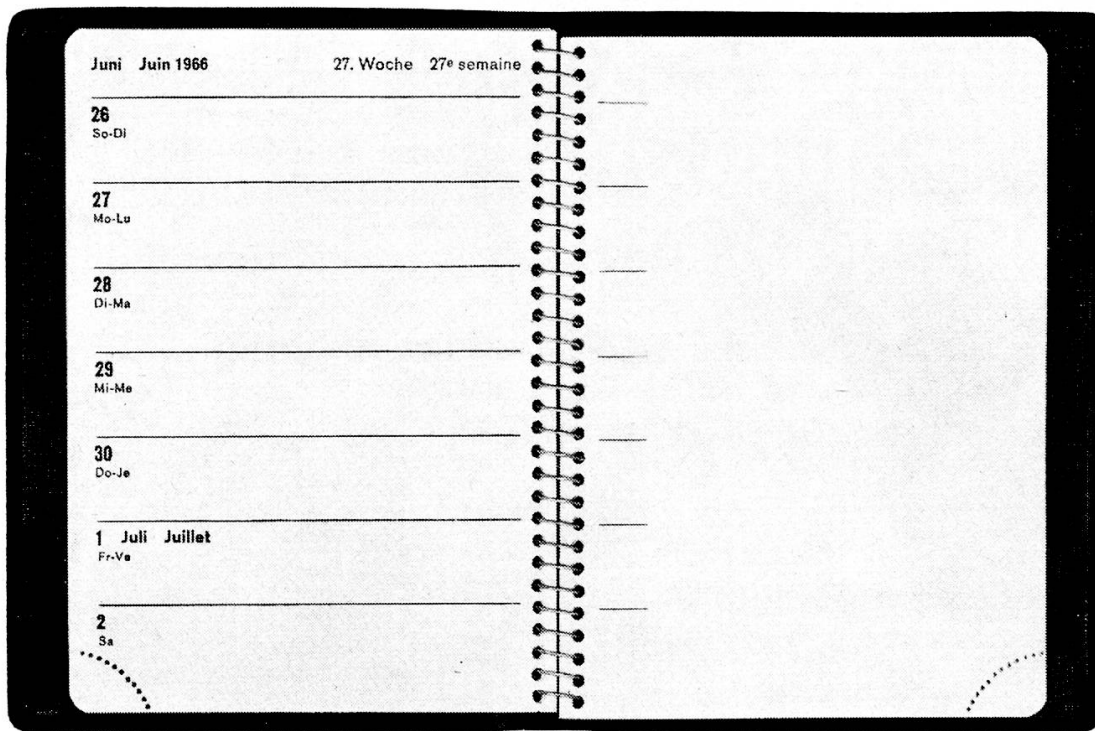 Juni Juin 1966 27. Woche 27e semaine
26
So-Di
27
Mo-Lu
28
Di-Ma
29
Mi-Me
30
Do-Je
1 Juli Juillet
Fr-Ve
2
Sa